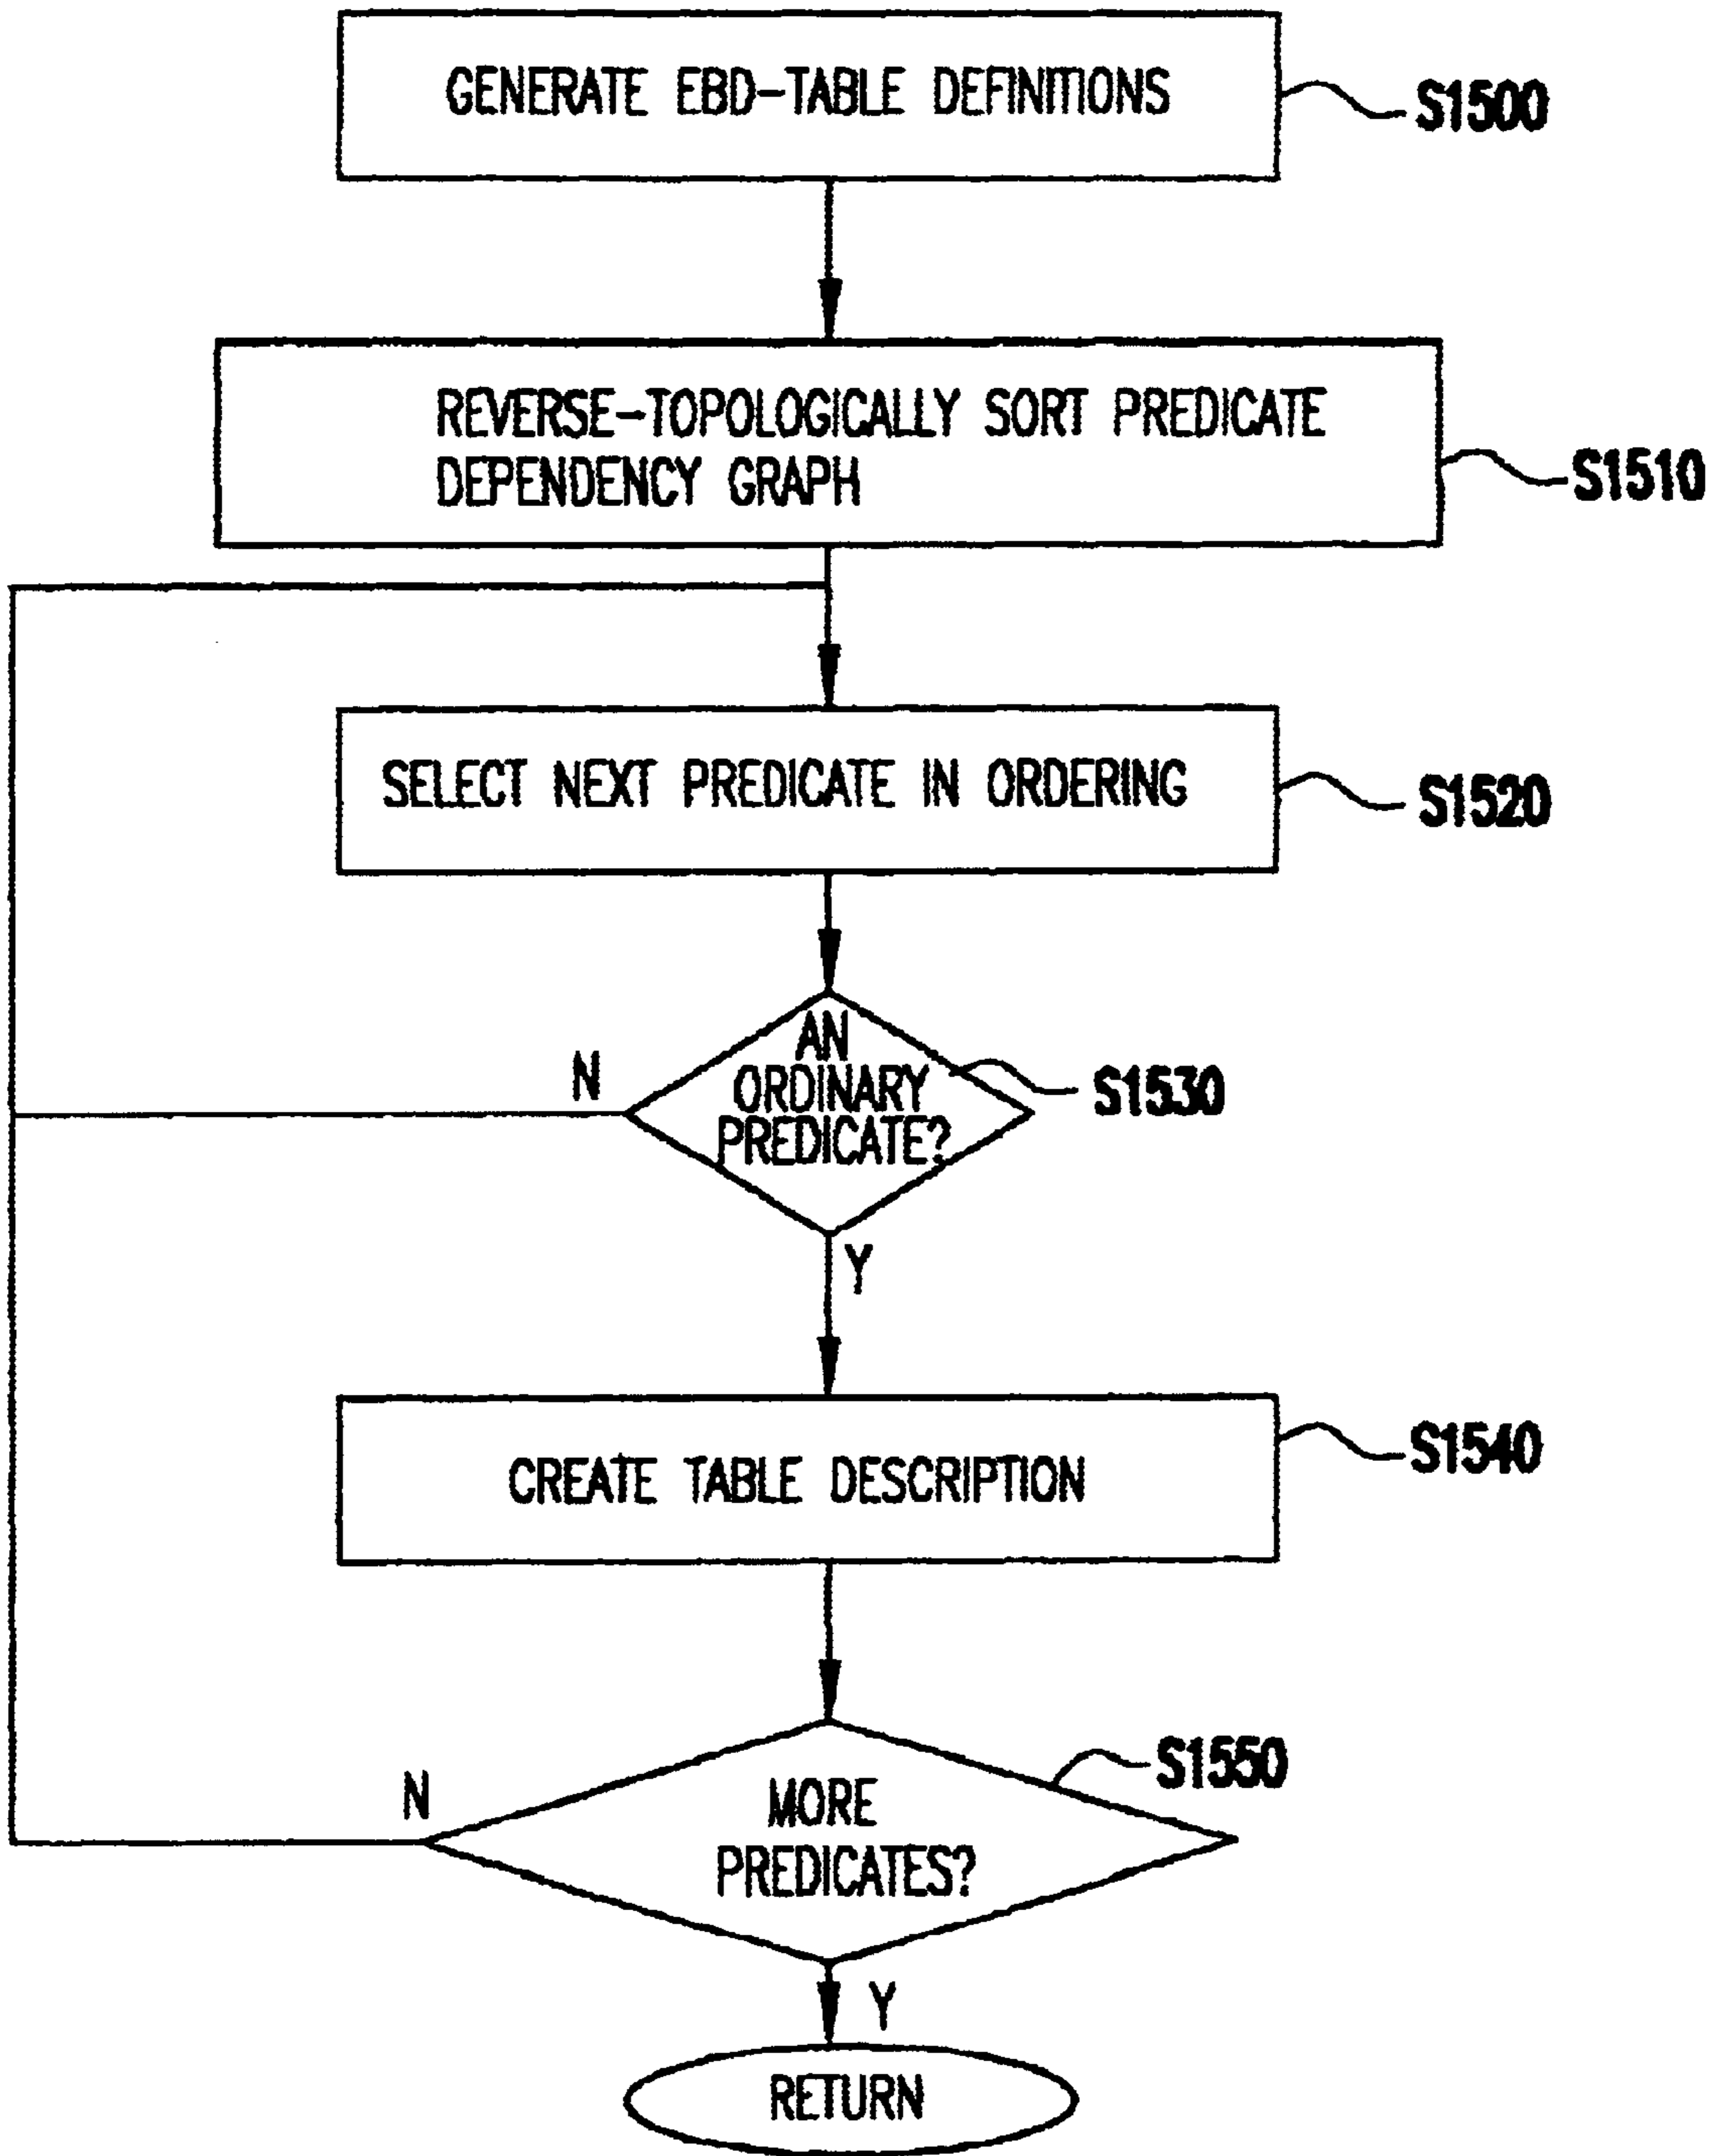 GENERATE EBD-TABLE DEFINITIONS
S1500
REVERSE-TOPOLOGICALLY SORT PREDICATE
DEPENDENCY GRAPH
S1510
SELECT NEXT PREDICATE IN ORDERING
S1520
AN
ORDINARY
PREDICATE?
S1530
N
Y
CREATE TABLE DESCRIPTION
S1540
MORE
PREDICATES?
S1550
N
Y
RETURN